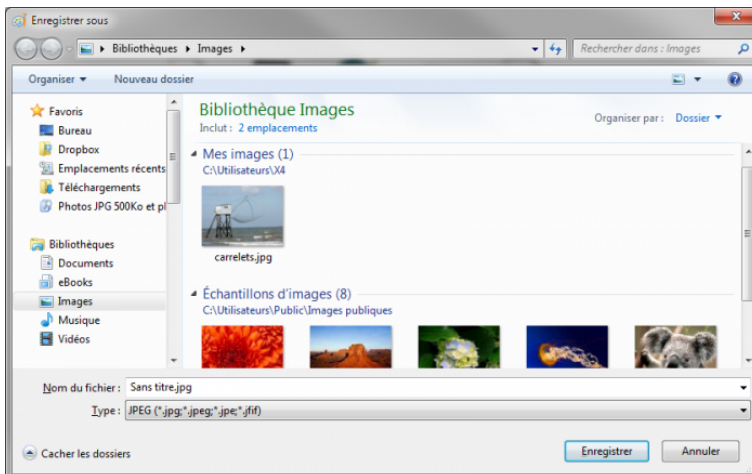 Enregistrer sous
Bibliothèques Images
Rechercher dans : Images
Organiser Nouveau dossier
Favoris
Bureau
Dropbox
Emplacements récents
Téléchargements
Photos JPG 500Ko et pl
Bibliothèques
Documents
eBooks
Images
Musique
Vidéos
Bibliothèque Images
Inclut : 2 emplacements
Organiser par : Dossier
Mes images (1)
C:\Utilisateurs\X4
carrelets.jpg
Échantillons d'images (8)
C:\Utilisateurs\Public\Images publiques
Nom du fichier : Sans titre.jpg
Type : JPEG (*.jpg;*.jpeg;*.jpe;*.jfif)
Cacher les dossiers
Enregistrer
Annuler